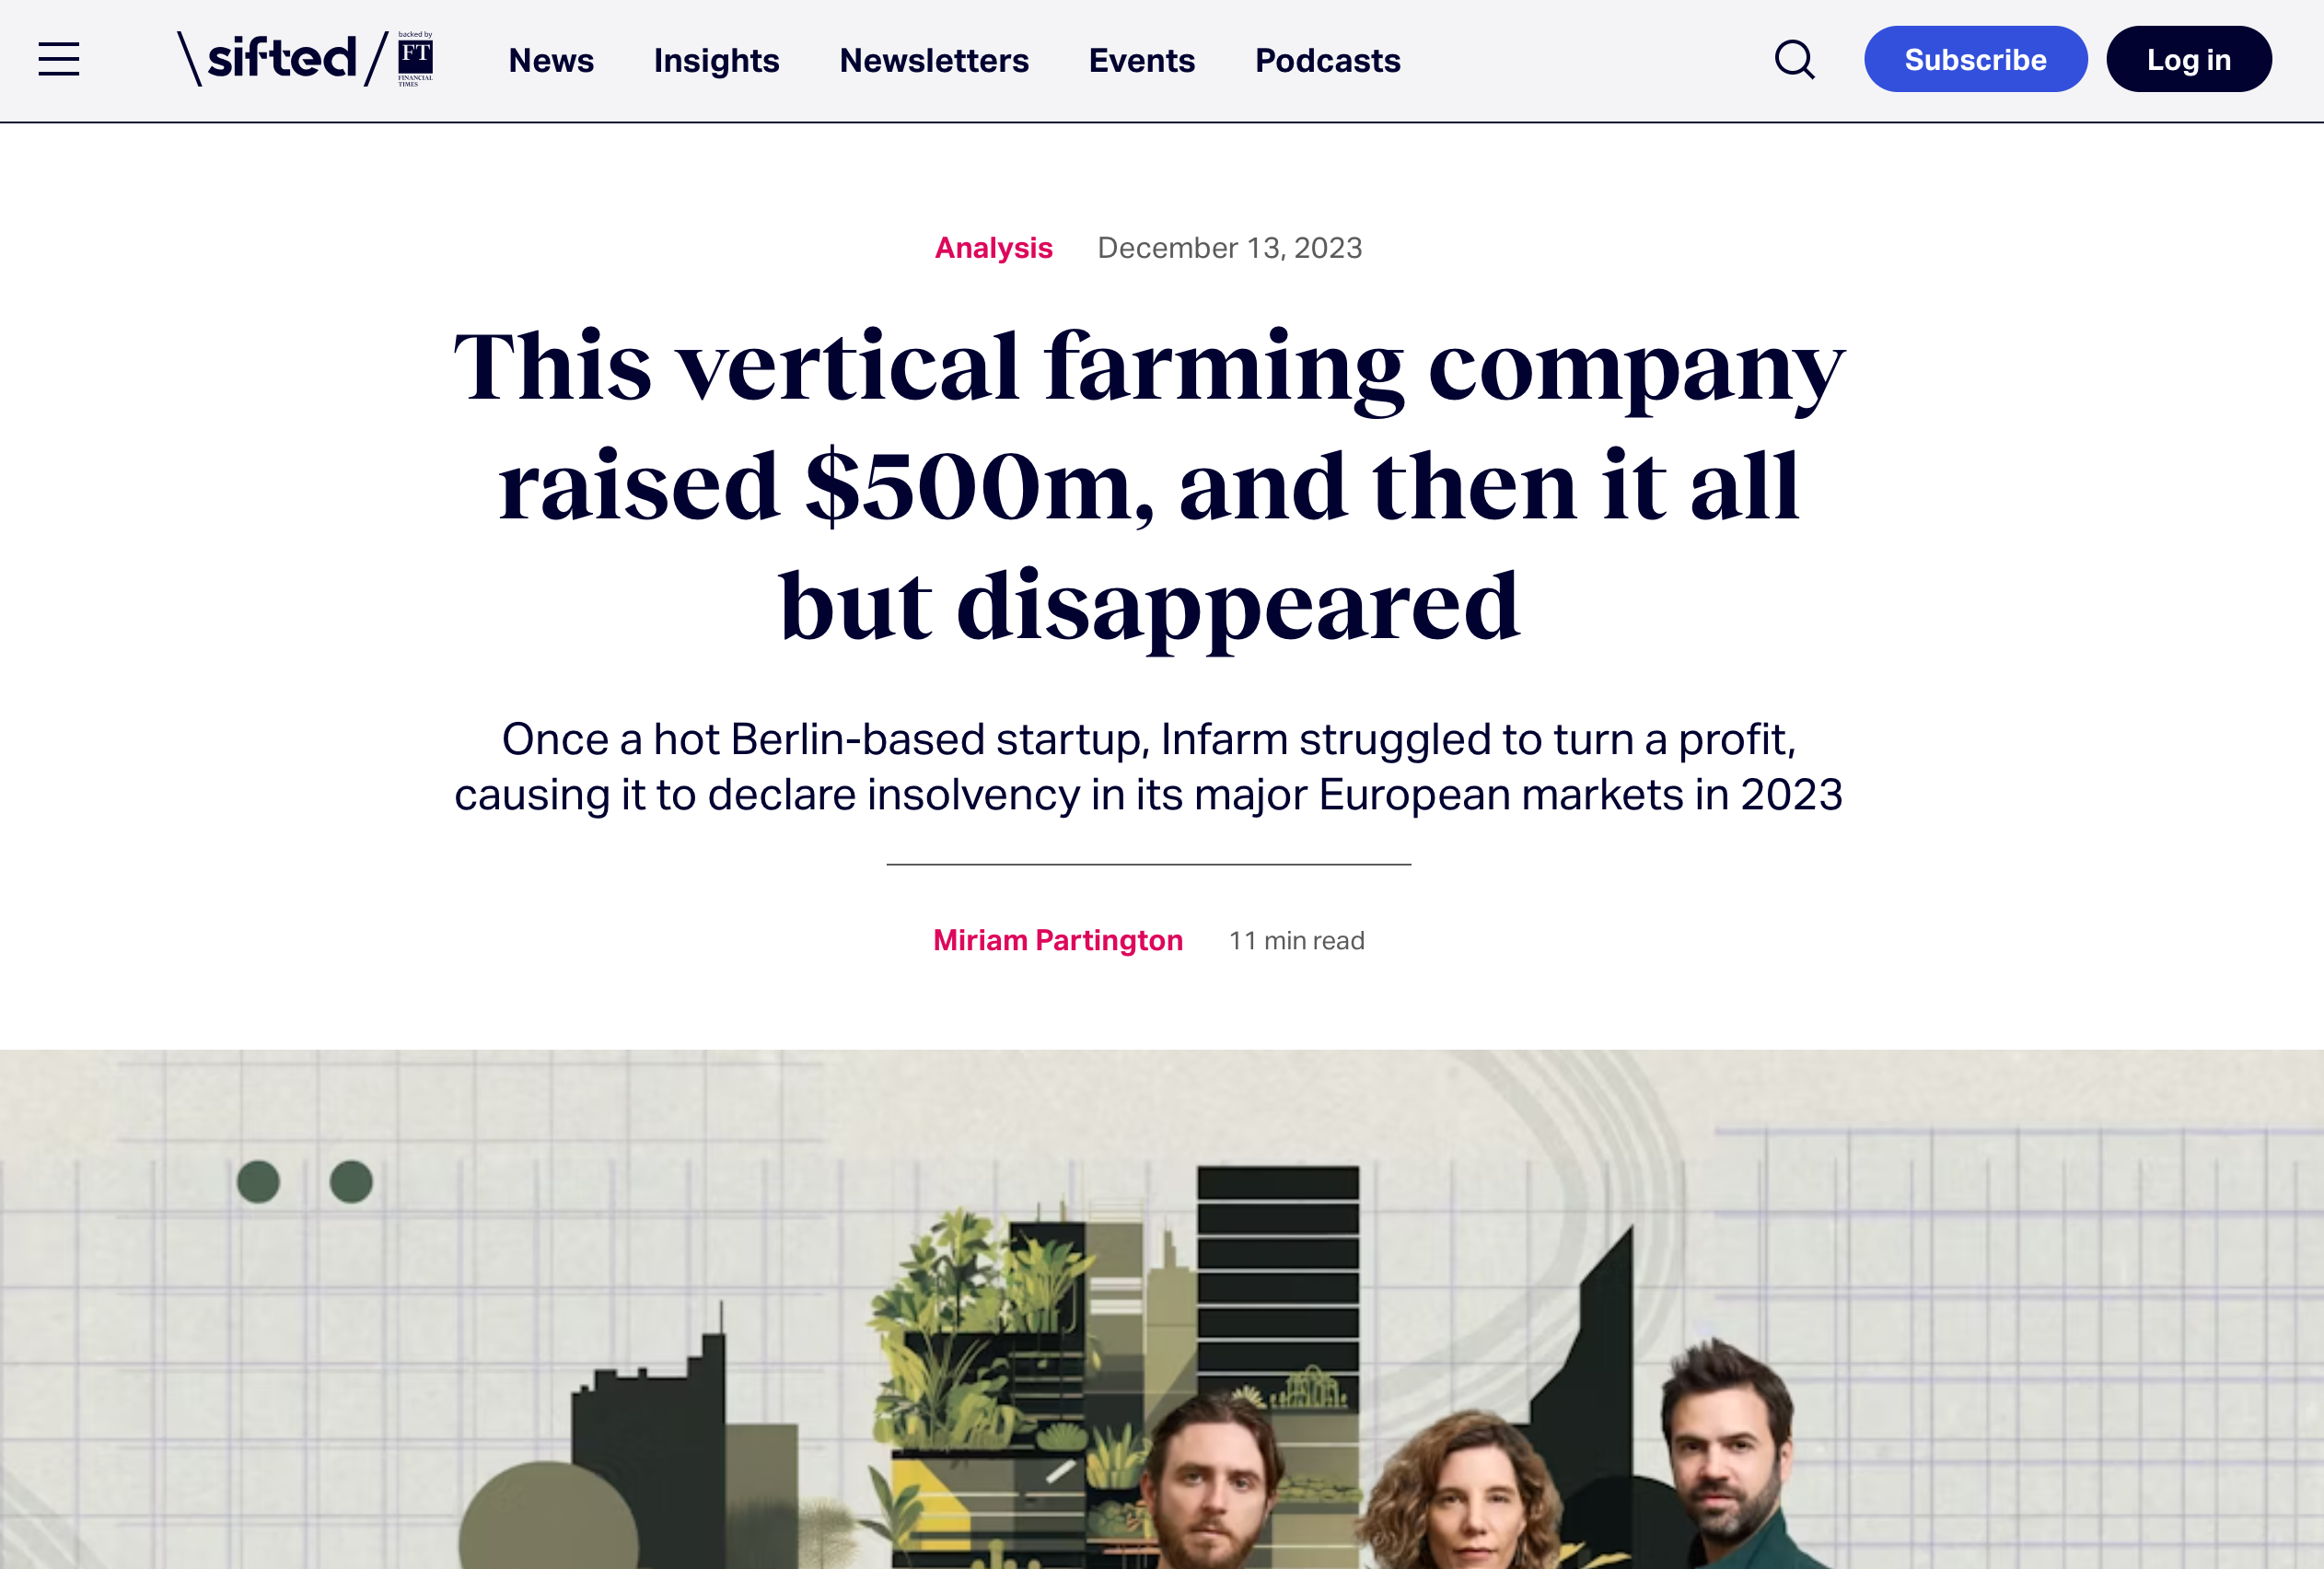 \sifted/
backed by
FT
FINANCIAL
TIMES
News
Insights
Newsletters
Events
Podcasts
Subscribe
Log in
Analysis
December 13, 2023
This vertical farming company
raised $500m, and then it all
but disappeared
Once a hot Berlin-based startup, Infarm struggled to turn a profit,
causing it to declare insolvency in its major European markets in 2023
Miriam Partington
11 min read